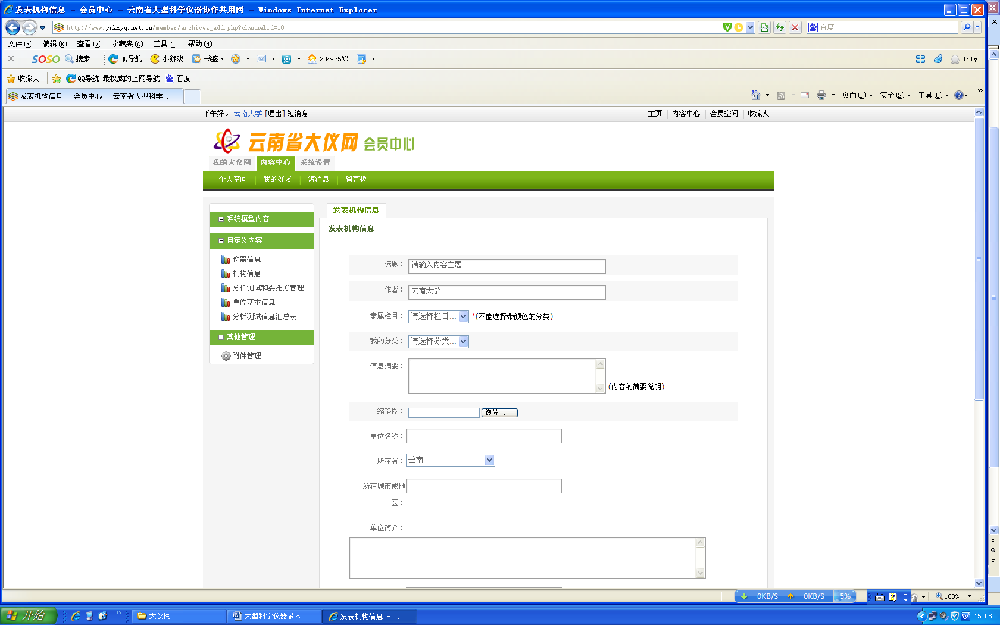 发表机构信息 - 会员中心 - 云南省大型科学仪器协作共用网 - Windows Internet Explorer
http://www.ynkxyq.net.cn/member/archives_add.php?channelid=18
百度
文件(F) 编辑(E) 查看(V) 收藏夹(A) 工具(T) 帮助(H)
x SOSO 搜索 QQ导航 小游戏 书签 20~25℃ lily
收藏夹 QQ导航_最权威的上网导航 百度
发表机构信息 - 会员中心 - 云南省大型科学... 页面(P) 安全(S) 工具(O)
下午好，云南大学 [退出] 短消息 主页 内容中心 会员空间 收藏夹
云南省大仪网 会员中心
我的大仪网 内容中心 系统设置
个人空间 我的好友 短消息 留言板
系统模型内容
自定义内容
仪器信息
机构信息
分析测试和委托方管理
单位基本信息
分析测试信息汇总表
其他管理
附件管理
发表机构信息
发表机构信息
标题： 请输入内容主题
作者： 云南大学
隶属栏目： 请选择栏目... *(不能选择带颜色的分类)
我的分类： 请选择分类...
信息摘要： (内容的简要说明)
缩略图： 浏览...
单位名称：
所在省： 云南
所在城市或地
区：
单位简介：
0KB/S 0KB/S 5% 100%
开始 大仪网 大型科学仪器录入... 发表机构信息 - ... 15:08